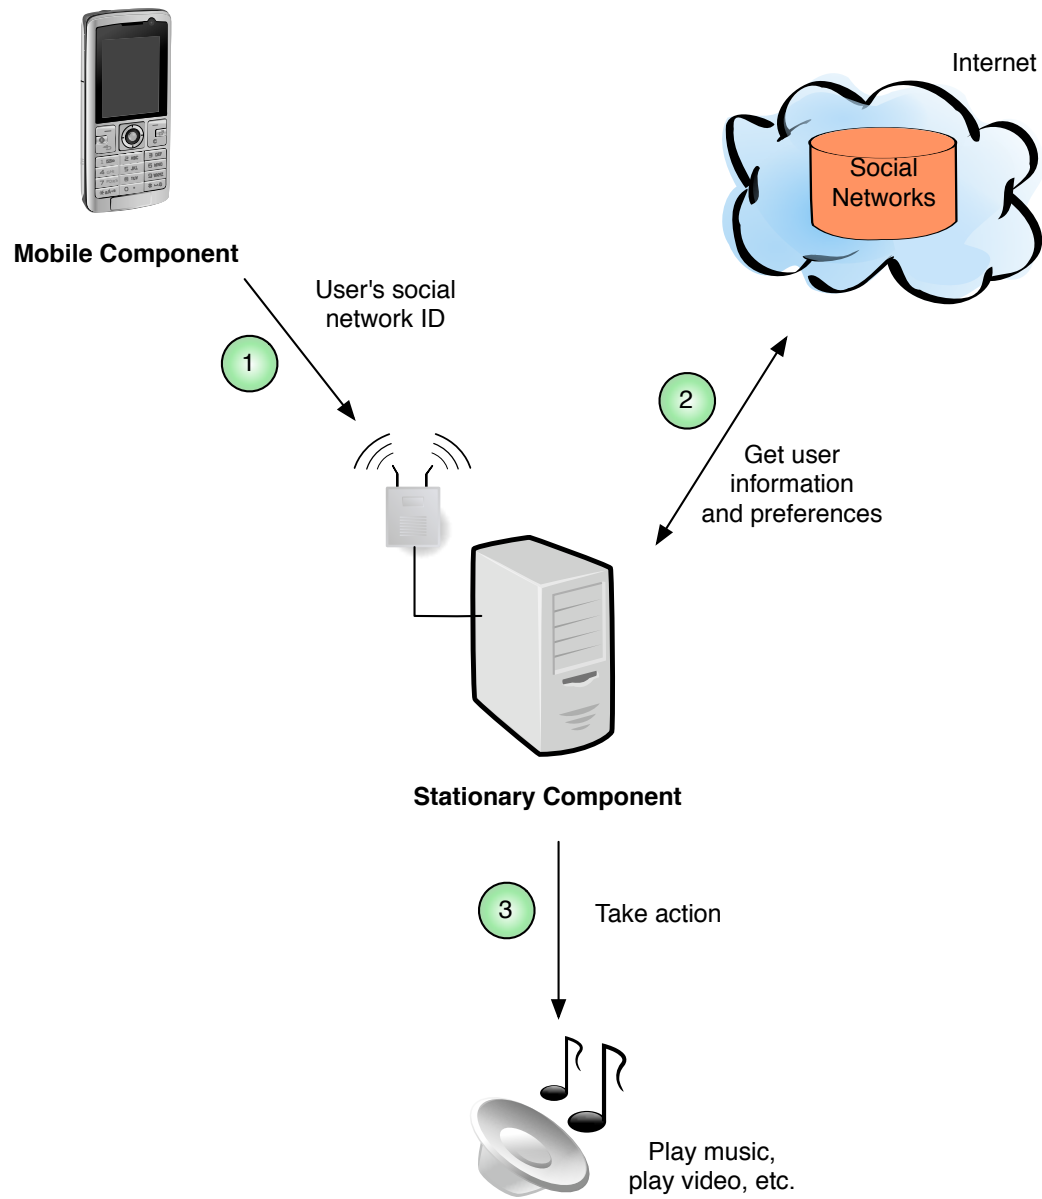 Internet
Social
Networks
Mobile Component
User's social
network ID
1
2
Get user
information
and preferences
Stationary Component
3
Take action
Play music,
play video, etc.